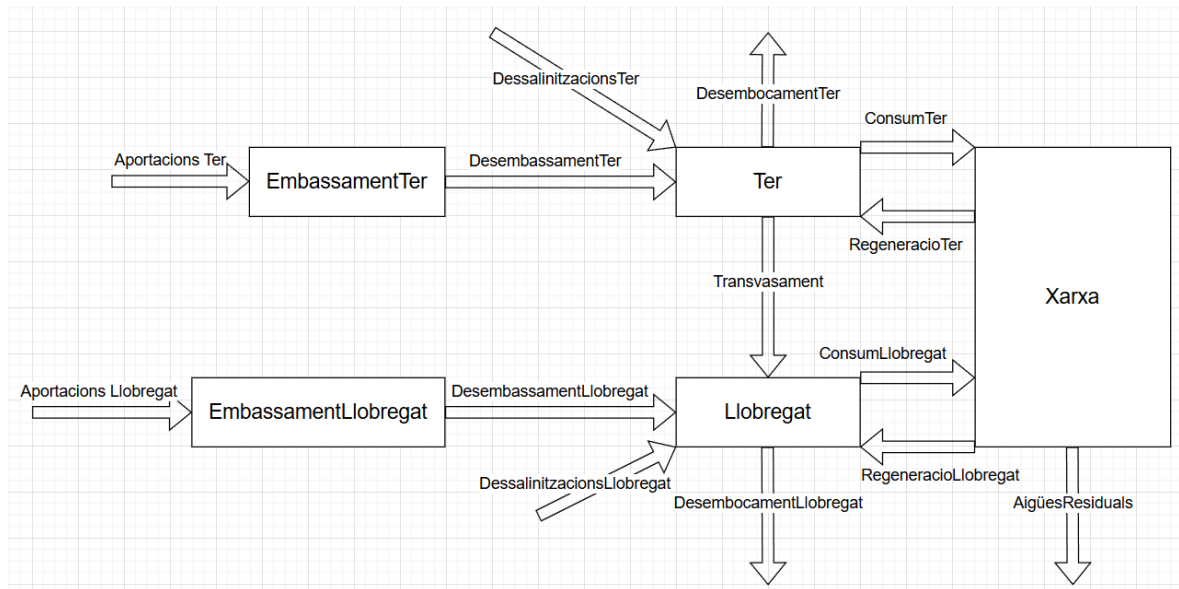 DessalinitzacionsTer
DesembocamentTer
ConsumTer
Aportacions Ter
DesembassamentTer
EmbassamentTer
Ter
RegeneracioTer
Transvasament
Xarxa
ConsumLlobregat
Aportacions Llobregat
DesembassamentLlobregat
EmbassamentLlobregat
Llobregat
RegeneracioLlobregat
DessalinitzacionsLlobregat
DesembocamentLlobregat
AigüesResiduals